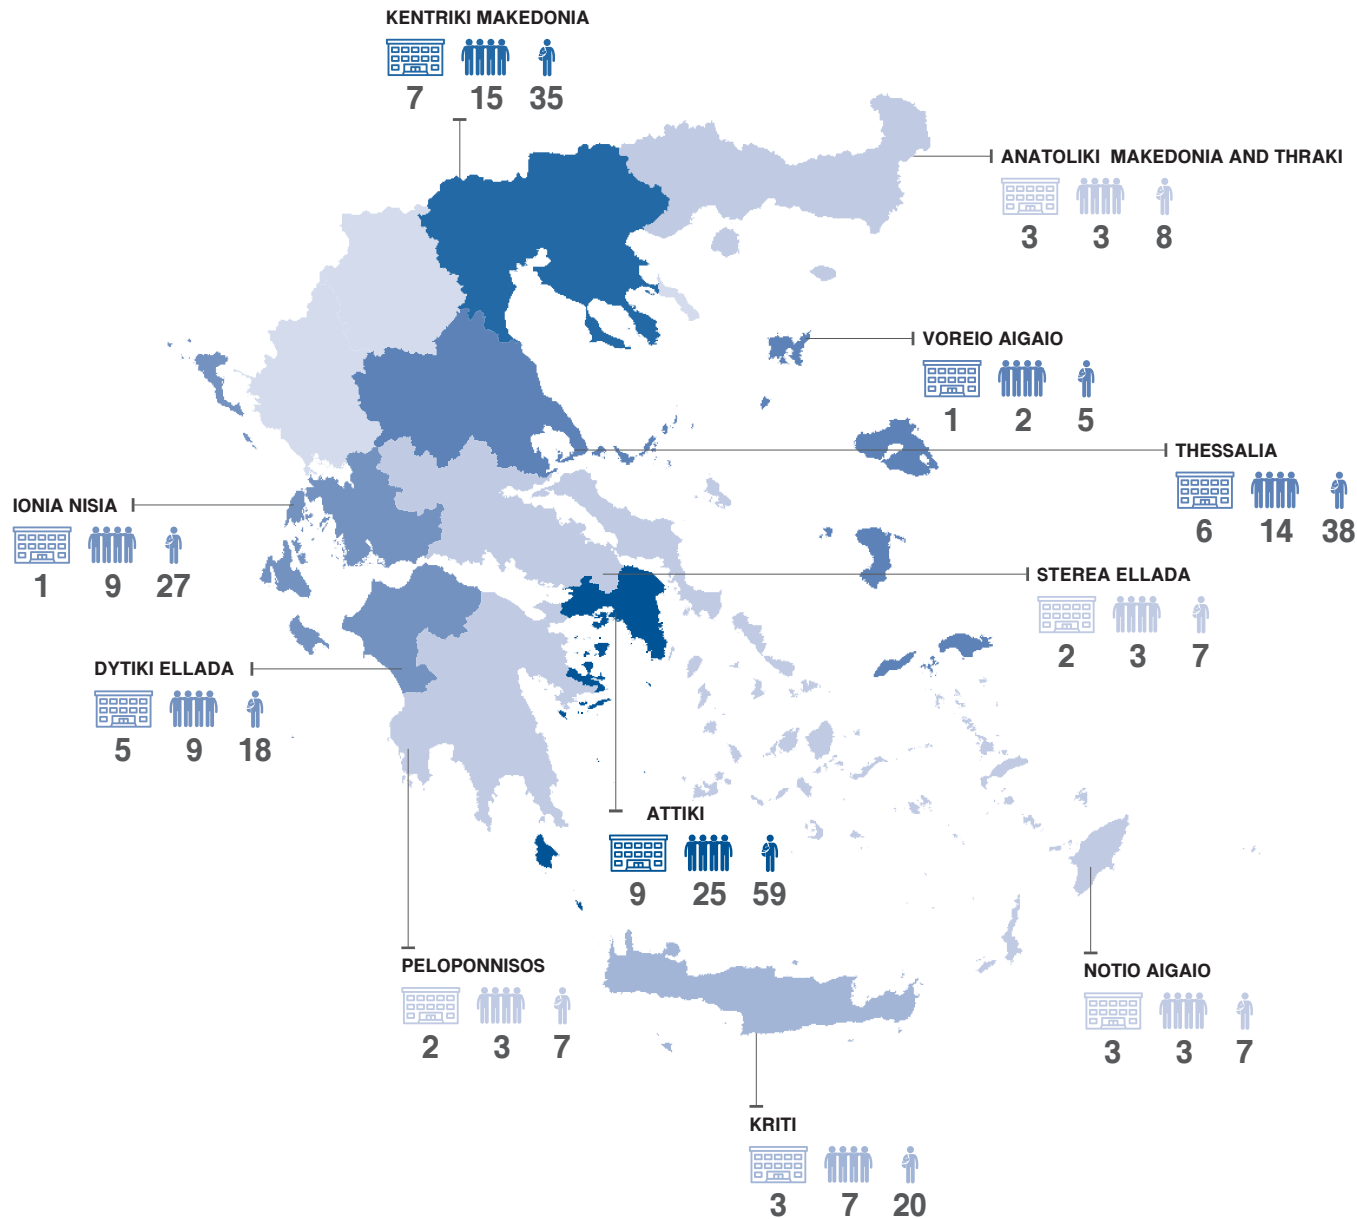 KENTRIKI MAKEDONIA
7 15 35
ANATOLIKI MAKEDONIA AND THRAKI
3 3 8
VOREIO AIGAIO
1 2 5
THESSALIA
6 14 38
IONIA NISIA
1 9 27
STEREA ELLADA
2 3 7
DYTIKI ELLADA
5 9 18
ATTIKI
9 25 59
PELOPONNISOS
2 3 7
NOTIO AIGAIO
3 3 7
KRITI
3 7 20